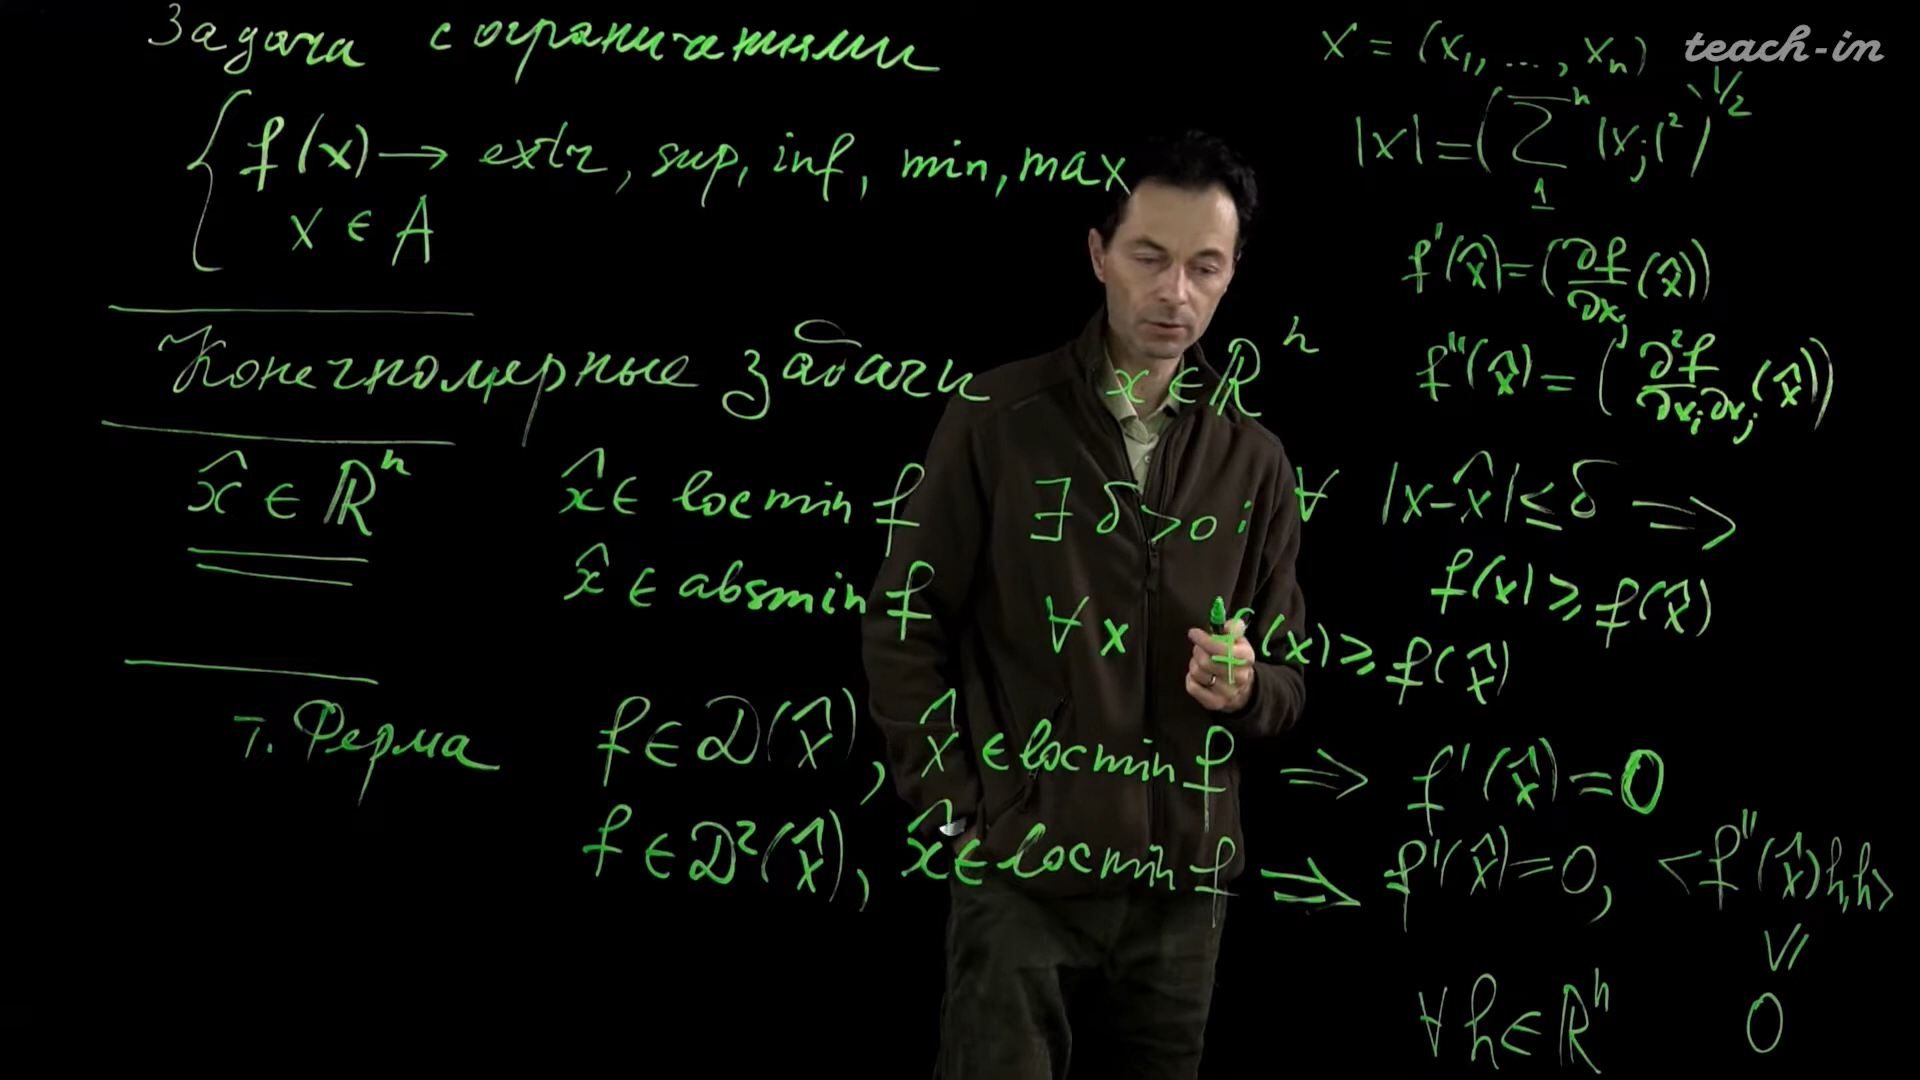 Задача с ограничениями
f(x) → extr, sup, inf, min, max
x ∈ A
Конечномерные задачи x ∈ ℝⁿ
x̂ ∈ ℝⁿ x̂ ∈ locmin f ∃ δ>0 : ∀ |x-x̂| ≤ δ ⇒
f(x) ≥ f(x̂)
x̂ ∈ absmin f ∀ x f(x) ≥ f(x̂)
т. Ферма f ∈ D(x̂), x̂ ∈ locmin f ⇒ f'(x̂) = 0
f ∈ D²(x̂), x̂ ∈ locmin f ⇒ f'(x̂) = 0, <f''(x̂)h,h>
∨/
∀ h ∈ ℝⁿ 0
x = (x₁, ..., xₙ)
|x| = (∑₁ⁿ |xⱼ|²)^1/2
f'(x̂) = (∂f/∂xⱼ (x̂))
f''(x̂) = (∂²f/∂xᵢ∂xⱼ (x̂))
teach-in